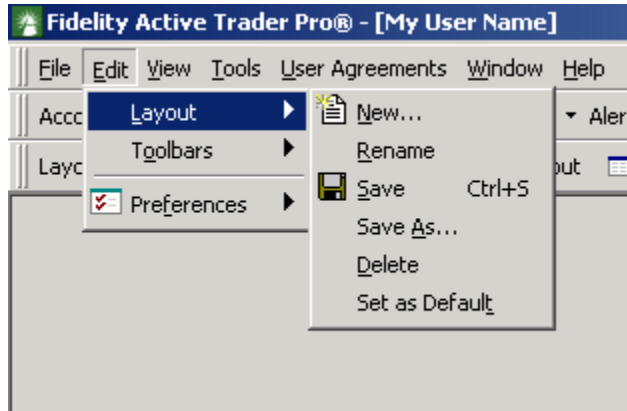 Fidelity Active Trader Pro® - [My User Name]
File Edit View Tools User Agreements Window Help
Layout
Toolbars
Preferences
New...
Rename
Save Ctrl+S
Save As...
Delete
Set as Default